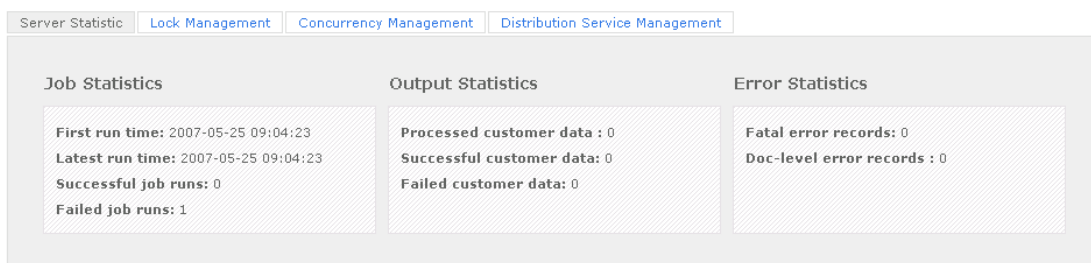 Server Statistic Lock Management Concurrency Management Distribution Service Management
Job Statistics
First run time: 2007-05-25 09:04:23
Latest run time: 2007-05-25 09:04:23
Successful job runs: 0
Failed job runs: 1
Output Statistics
Processed customer data : 0
Successful customer data: 0
Failed customer data: 0
Error Statistics
Fatal error records: 0
Doc-level error records : 0